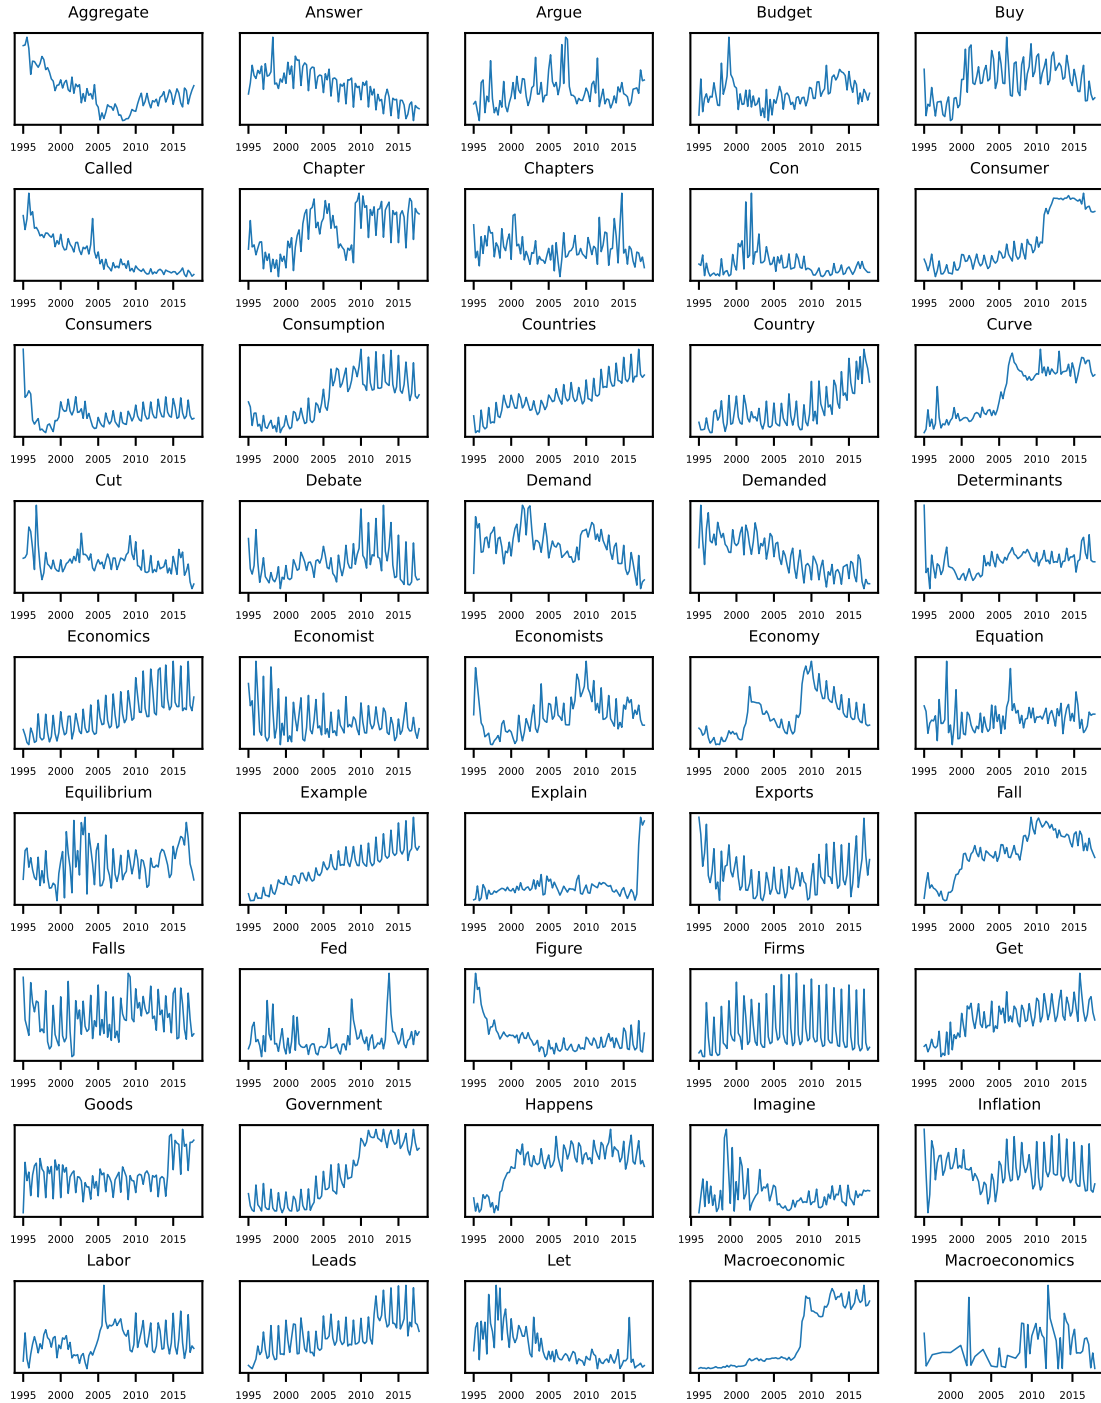 Aggregate Answer Argue Budget Buy
1995 2000 2005 2010 2015 1995 2000 2005 2010 2015 1995 2000 2005 2010 2015 1995 2000 2005 2010 2015 1995 2000 2005 2010 2015
Called Chapter Chapters Con Consumer
1995 2000 2005 2010 2015 1995 2000 2005 2010 2015 1995 2000 2005 2010 2015 1995 2000 2005 2010 2015 1995 2000 2005 2010 2015
Consumers Consumption Countries Country Curve
1995 2000 2005 2010 2015 1995 2000 2005 2010 2015 1995 2000 2005 2010 2015 1995 2000 2005 2010 2015 1995 2000 2005 2010 2015
Cut Debate Demand Demanded Determinants
1995 2000 2005 2010 2015 1995 2000 2005 2010 2015 1995 2000 2005 2010 2015 1995 2000 2005 2010 2015 1995 2000 2005 2010 2015
Economics Economist Economists Economy Equation
1995 2000 2005 2010 2015 1995 2000 2005 2010 2015 1995 2000 2005 2010 2015 1995 2000 2005 2010 2015 1995 2000 2005 2010 2015
Equilibrium Example Explain Exports Fall
1995 2000 2005 2010 2015 1995 2000 2005 2010 2015 1995 2000 2005 2010 2015 1995 2000 2005 2010 2015 1995 2000 2005 2010 2015
Falls Fed Figure Firms Get
1995 2000 2005 2010 2015 1995 2000 2005 2010 2015 1995 2000 2005 2010 2015 1995 2000 2005 2010 2015 1995 2000 2005 2010 2015
Goods Government Happens Imagine Inflation
1995 2000 2005 2010 2015 1995 2000 2005 2010 2015 1995 2000 2005 2010 2015 1995 2000 2005 2010 2015 1995 2000 2005 2010 2015
Labor Leads Let Macroeconomic Macroeconomics
1995 2000 2005 2010 2015 1995 2000 2005 2010 2015 1995 2000 2005 2010 2015 1995 2000 2005 2010 2015 2000 2005 2010 2015